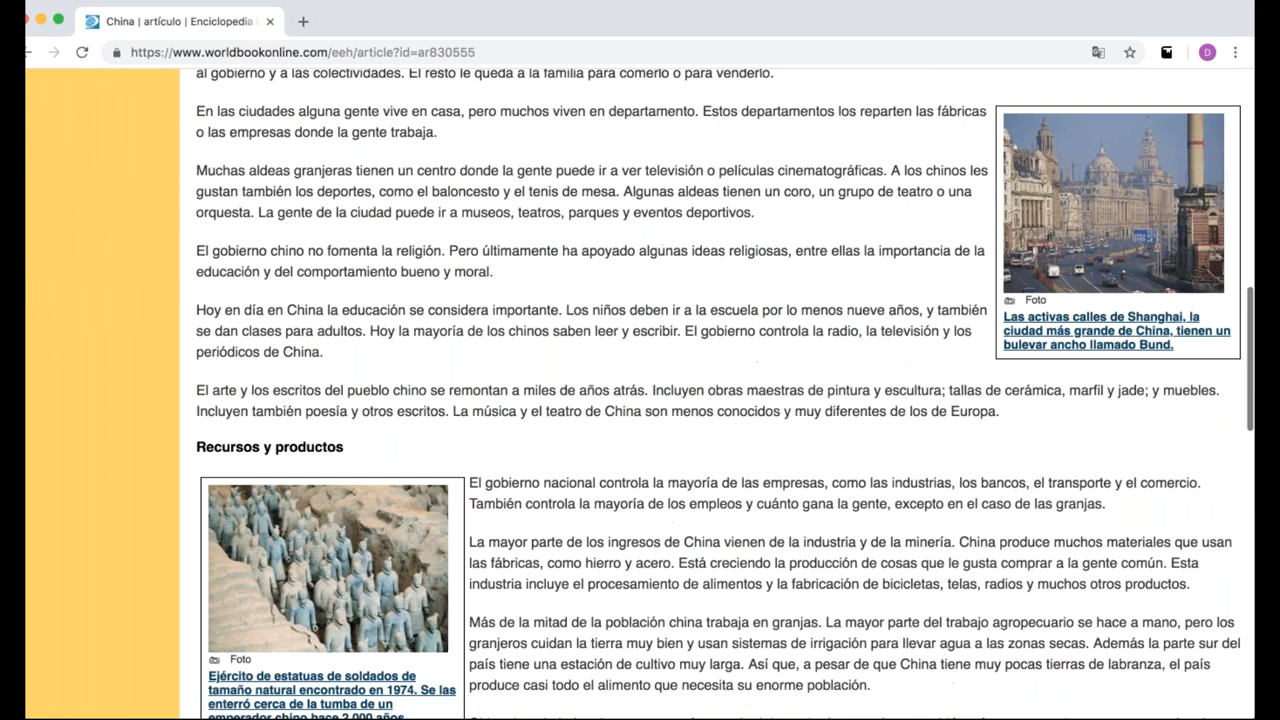 China | artículo | Enciclopedia
https://www.worldbookonline.com/eeh/article?id=ar830555
D
al gobierno y a las colectividades. El resto le queda a la familia para comerlo o para venderlo.
En las ciudades alguna gente vive en casa, pero muchos viven en departamento. Estos departamentos los reparten las fábricas
o las empresas donde la gente trabaja.
Muchas aldeas granjeras tienen un centro donde la gente puede ir a ver televisión o películas cinematográficas. A los chinos les
gustan también los deportes, como el baloncesto y el tenis de mesa. Algunas aldeas tienen un coro, un grupo de teatro o una
orquesta. La gente de la ciudad puede ir a museos, teatros, parques y eventos deportivos.
El gobierno chino no fomenta la religión. Pero últimamente ha apoyado algunas ideas religiosas, entre ellas la importancia de la
educación y del comportamiento bueno y moral.
Hoy en día en China la educación se considera importante. Los niños deben ir a la escuela por lo menos nueve años, y también
se dan clases para adultos. Hoy la mayoría de los chinos saben leer y escribir. El gobierno controla la radio, la televisión y los
periódicos de China.
Foto
Las activas calles de Shanghai, la
ciudad más grande de China, tienen un
bulevar ancho llamado Bund.
El arte y los escritos del pueblo chino se remontan a miles de años atrás. Incluyen obras maestras de pintura y escultura; tallas de cerámica, marfil y jade; y muebles.
Incluyen también poesía y otros escritos. La música y el teatro de China son menos conocidos y muy diferentes de los de Europa.
Recursos y productos
El gobierno nacional controla la mayoría de las empresas, como las industrias, los bancos, el transporte y el comercio.
También controla la mayoría de los empleos y cuánto gana la gente, excepto en el caso de las granjas.
La mayor parte de los ingresos de China vienen de la industria y de la minería. China produce muchos materiales que usan
las fábricas, como hierro y acero. Está creciendo la producción de cosas que le gusta comprar a la gente común. Esta
industria incluye el procesamiento de alimentos y la fabricación de bicicletas, telas, radios y muchos otros productos.
Más de la mitad de la población china trabaja en granjas. La mayor parte del trabajo agropecuario se hace a mano, pero los
granjeros cuidan la tierra muy bien y usan sistemas de irrigación para llevar agua a las zonas secas. Además la parte sur del
país tiene una estación de cultivo muy larga. Así que, a pesar de que China tiene muy pocas tierras de labranza, el país
produce casi todo el alimento que necesita su enorme población.
Foto
Ejército de estatuas de soldados de
tamaño natural encontrado en 1974. Se las
enterró cerca de la tumba de un
emperador chino hace 2.000 años